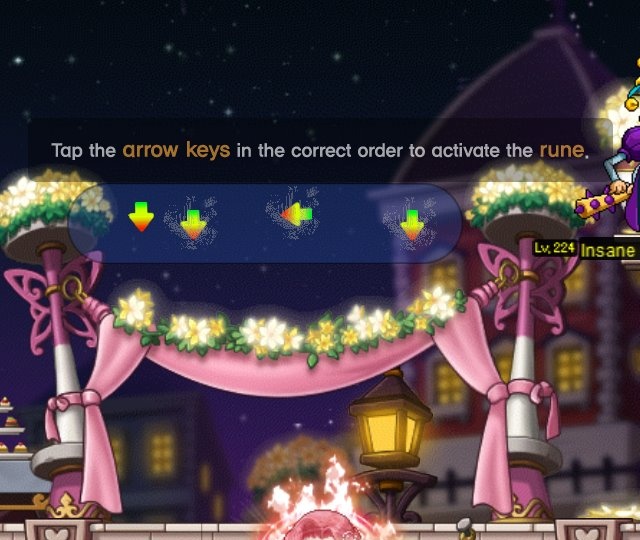 Tap the arrow keys in the correct order to activate the rune.
Lv. 224 Insane